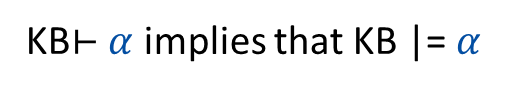 KB⊢ 𝛼 implies that KB |= 𝛼